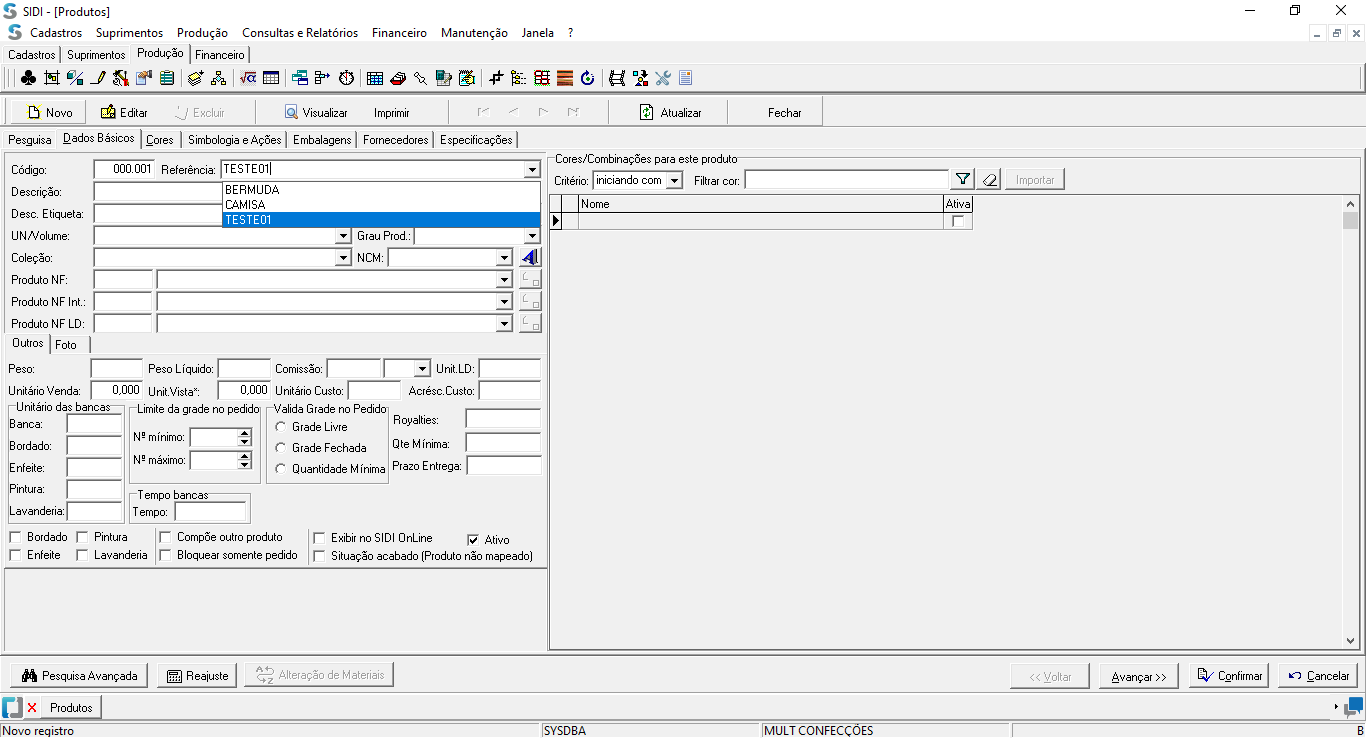 SIDI - [Produtos]
Cadastros Suprimentos Produção Consultas e Relatórios Financeiro Manutenção Janela ?
Cadastros Suprimentos Produção Financeiro
Novo Editar Excluir Visualizar Imprimir Atualizar Fechar
Pesquisa Dados Básicos Cores Simbologia e Ações Embalagens Fornecedores Especificações
Código: 000.001 Referência: TESTE01
Descrição:
BERMUDA
CAMISA
TESTE01
Desc. Etiqueta:
UN/Volume: Grau Prod.:
Coleção: NCM:
Produto NF:
Produto NF Int.:
Produto NF LD:
Cores/Combinações para este produto
Critério: iniciando com Filtrar cor: Importar
Nome Ativa
Outros Foto
Peso: Peso Líquido: Comissão: Unit.LD:
Unitário Venda: 0,000 Unit.Vista*: 0,000 Unitário Custo: Acrésc.Custo:
Unitário das bancas
Banca:
Bordado:
Enfeite:
Pintura:
Lavanderia:
Limite da grade no pedido
Nº mínimo:
Nº máximo:
Tempo bancas
Tempo:
Valida Grade no Pedido
Grade Livre
Grade Fechada
Quantidade Mínima
Royalties:
Qte Mínima:
Prazo Entrega:
Bordado Pintura Compõe outro produto Exibir no SIDI OnLine Ativo
Enfeite Lavanderia Bloquear somente pedido Situação acabado (Produto não mapeado)
Pesquisa Avançada Reajuste Alteração de Materiais << Voltar Avançar >> Confirmar Cancelar
Produtos
Novo registro SYSDBA MULT CONFECÇÕES B